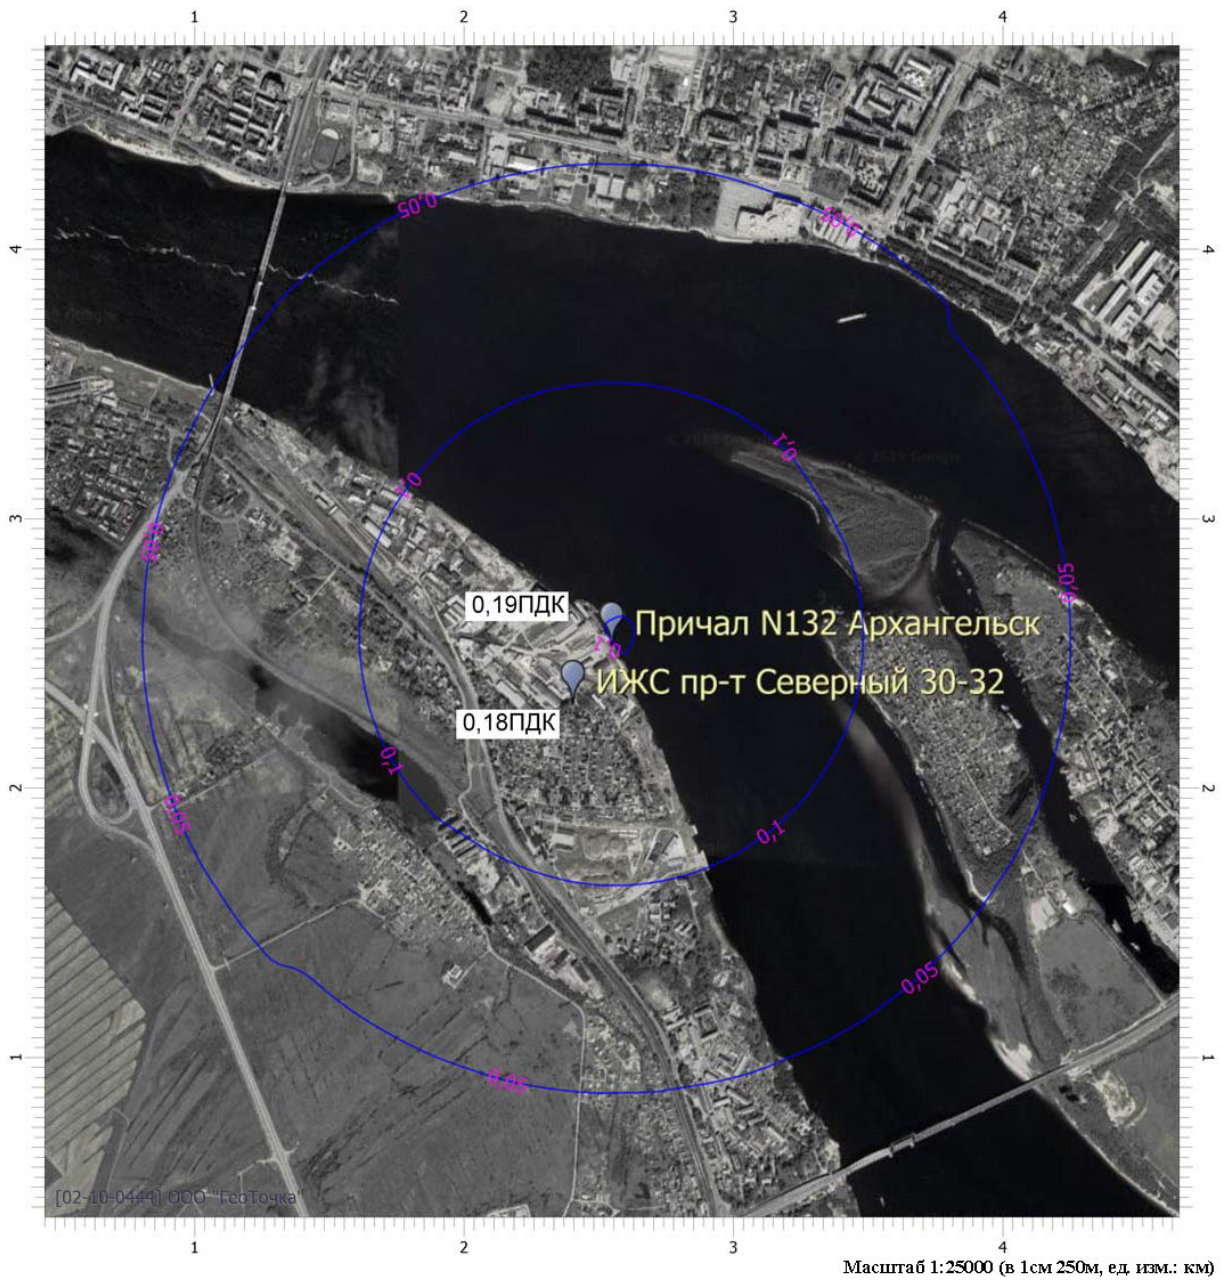 1 2 3 4
0,05
0,05
4 4
© 2019 Google
0,1
0,1
3 3
0,05
0,05
0,19ПДК
Причал N132 Архангельск
0,1
ИЖС пр-т Северный 30-32
0,18ПДК
0,1
2 2
0,05
0,1
0,05
1 1
0,05
[02-10-0444] ООО "ГеоТочка"
1 2 3 4
Масштаб 1:25000 (в 1см 250м, ед. изм.: км)